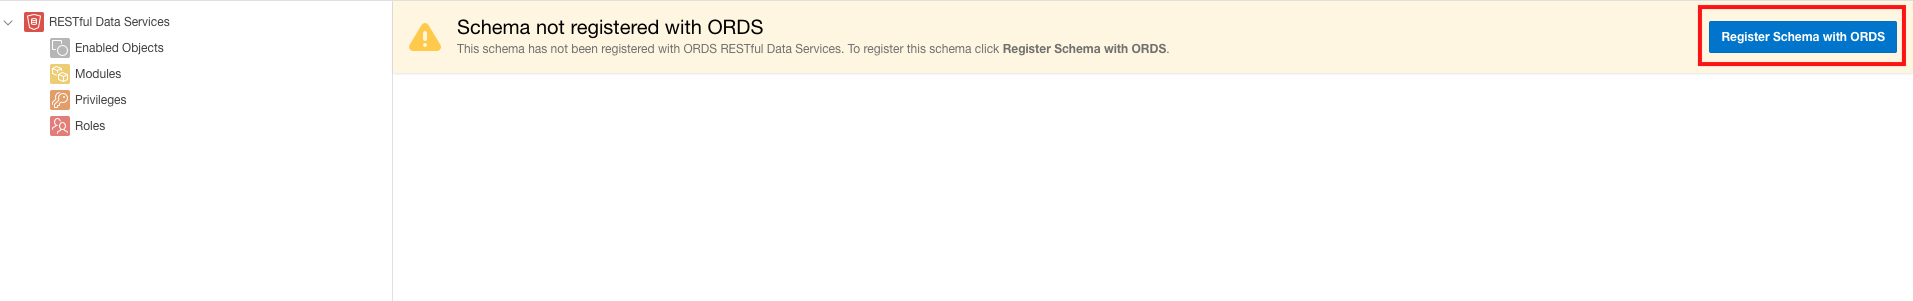 RESTful Data Services
Enabled Objects
Modules
Privileges
Roles
Schema not registered with ORDS
This schema has not been registered with ORDS RESTful Data Services. To register this schema click Register Schema with ORDS.
Register Schema with ORDS